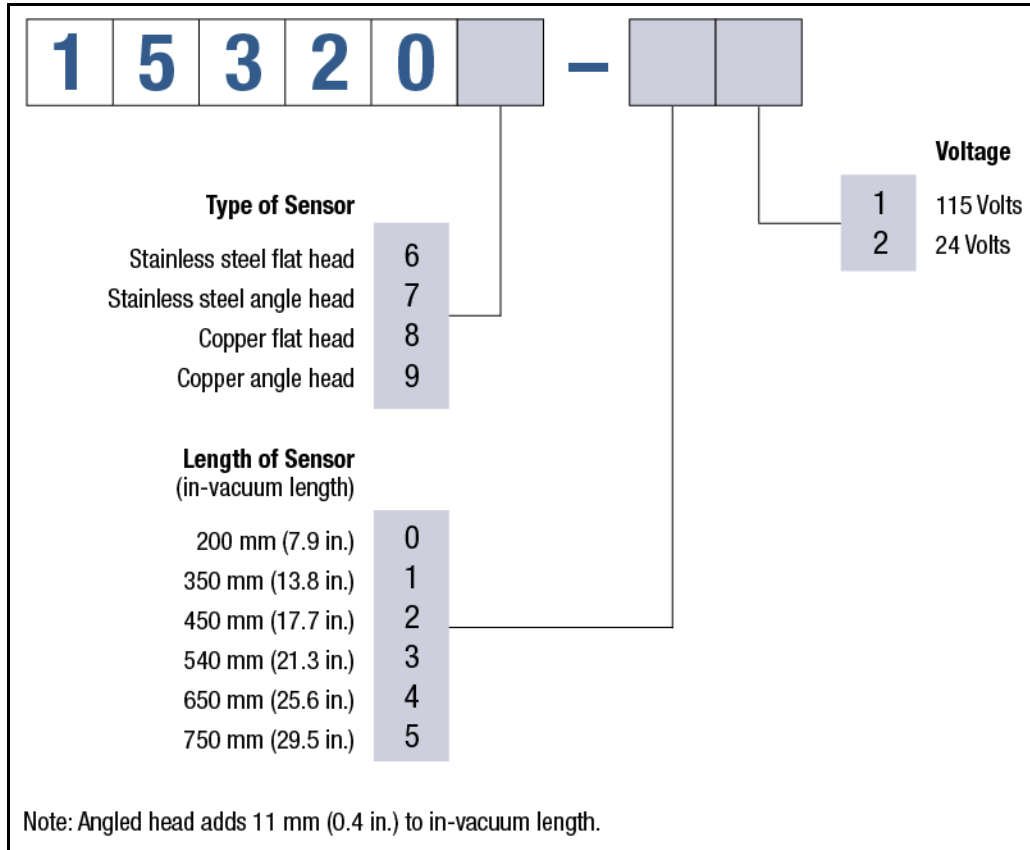 1 5 3 2 0 –
Voltage
1 115 Volts
2 24 Volts
Type of Sensor
Stainless steel flat head 6
Stainless steel angle head 7
Copper flat head 8
Copper angle head 9
Length of Sensor
(in-vacuum length)
200 mm (7.9 in.) 0
350 mm (13.8 in.) 1
450 mm (17.7 in.) 2
540 mm (21.3 in.) 3
650 mm (25.6 in.) 4
750 mm (29.5 in.) 5
Note: Angled head adds 11 mm (0.4 in.) to in-vacuum length.